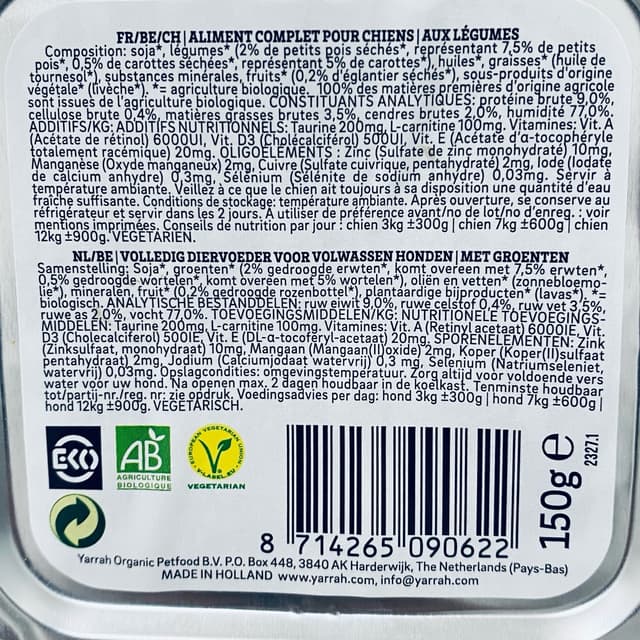 FR/BE/CH | ALIMENT COMPLET POUR CHIENS | AUX LÉGUMES
Composition: soja*, légumes* (2% de petits pois séchés*, représentant 7,5% de petits
pois*, 0,5% de carottes séchées*, représentant 5% de carottes*), huiles*, graisses* (huile de
tournesol*), substances minérales, fruits* (0,2% d'églantier séchés*), sous-produits d'origine
végétale* (livèche*). *= agriculture biologique. 100% des matières premières d'origine agricole
sont issues de l'agriculture biologique. CONSTITUANTS ANALYTIQUES: protéine brute 9,0%,
cellulose brute 0,4%, matières grasses brutes 3,5%, cendres brutes 2,0%, humidité 77,0%.
ADDITIFS/KG: ADDITIFS NUTRITIONNELS: Taurine 200mg, L-carnitine 100mg. Vitamines: Vit. A
(Acétate de rétinol) 6000UI, Vit. D3 (Cholécalciférol) 500UI, Vit. E (Acétate d'α-tocophéryle
totalement racémique) 20mg. OLIGOELEMENTS : Zinc (Sulfate de zinc monohydraté) 10mg,
Manganèse (Oxyde manganux) 2mg, Cuivre (Sulfate cuivrique, pentahydraté) 2mg, Iode (Iodate
de calcium anhydre) 0,3mg, Sélénium (Sélénite de sodium anhydre) 0,03mg. Servir à
température ambiante. Veillez à ce que le chien ait toujours à sa disposition une quantité d'eau
fraîche suffisante. Conditions de stockage: température ambiante. Après ouverture, se conserve au
réfrigérateur et servir dans les 2 jours. A utiliser de préférence avant/no de lot/no d'enreg. : voir
mentions imprimées. Conseils de nutrition par jour : chien 3kg ±300g | chien 7kg ±600g | chien
12kg ±900g. VEGETARIEN.
NL/BE | VOLLEDIG DIERVOEDER VOOR VOLWASSEN HONDEN | MET GROENTEN
Samenstelling: Soja*, groenten* (2% gedroogde erwten*, komt overeen met 7,5% erwten*,
0,5% gedroogde wortelen*, komt overeen met 5% wortelen*), oliën en vetten* (zonnebloemo-
lie*), mineralen, fruit* (0,2% gedroogde rozenbottel*), plantaardige bijproducten* (lavas*). *=
biologisch. ANALYTISCHE BESTANDDELEN: ruw eiwit 9,0%, ruwe celstof 0,4%, ruw vet 3,5%,
ruwe as 2,0%, vocht 77,0%. TOEVOEGINGSMIDDELEN/KG: NUTRITIONELE TOEVOEGINGS-
MIDDELEN: Taurine 200mg, L-carnitine 100mg. Vitamines: Vit. A (Retinyl acetaat) 6000IE, Vit.
D3 (Cholecalciferol) 500IE, Vit. E (DL-α-tocoferyl-acetaat) 20mg. SPORENELEMENTEN: Zink
(Zinksulfaat, monohydraat) 10mg, Mangaan (Mangaan(II)oxide) 2mg, Koper (Koper(II)sulfaat
pentahydraat) 2mg, Jodium (Calciumjodaat watervrij) 0,3 mg, Selenium (Natriumseleniet,
watervrij) 0,03mg. Opslagcondities: omgevingstemperatuur. Zorg altijd voor voldoende vers
water voor uw hond. Na openen max. 2 dagen houdbaar in de koelkast. Tenminste houdbaar
tot/partij-nr./reg. nr: zie opdruk. Voedingsadvies per dag: hond 3kg ±300g | hond 7kg ±600g |
hond 12kg ±900g. VEGETARISCH.
EKO
AB
AGRICULTURE
BIOLOGIQUE
EUROPEAN VEGETARIAN UNION
V-LABEL.EU
VEGETARIAN
8 714265 090622
150g e
2327.1
Yarrah Organic Petfood B.V. P.O. Box 448, 3840 AK Harderwijk, The Netherlands (Pays-Bas)
MADE IN HOLLAND www.yarrah.com, info@yarrah.com